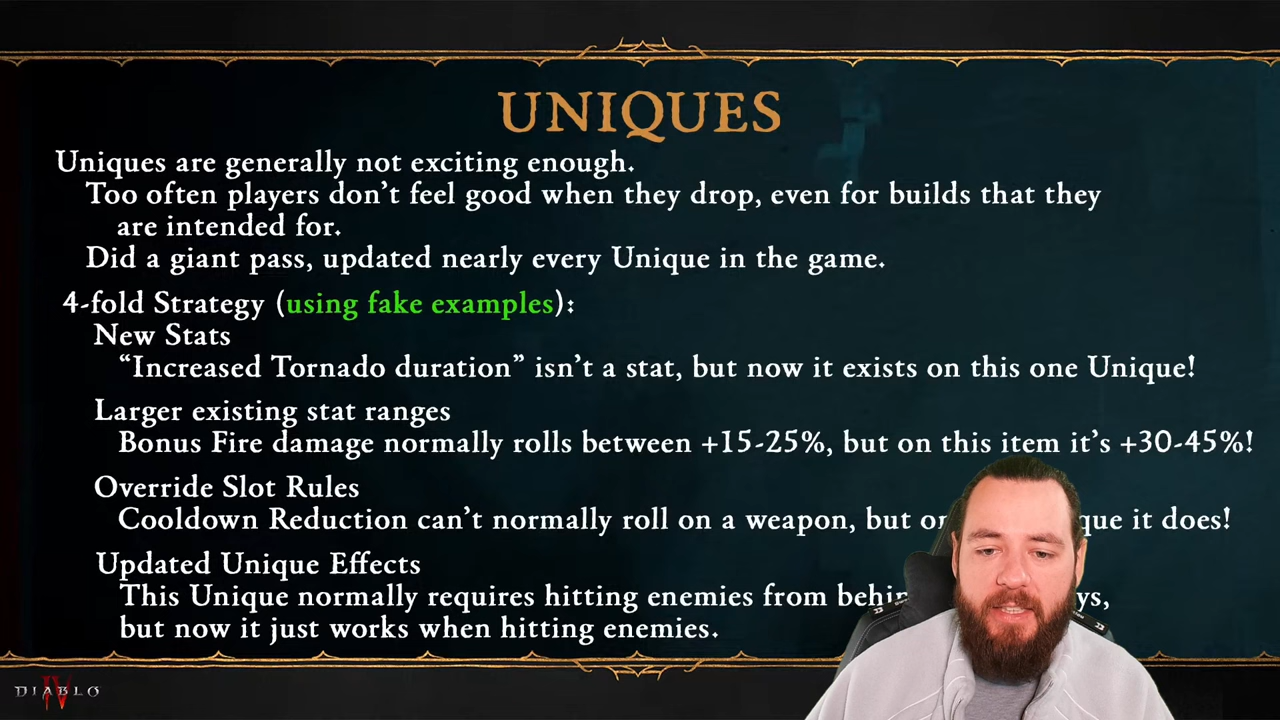 UNIQUES
Uniques are generally not exciting enough.
Too often players don't feel good when they drop, even for builds that they
are intended for.
Did a giant pass, updated nearly every Unique in the game.
4-fold Strategy (using fake examples):
New Stats
“Increased Tornado duration” isn't a stat, but now it exists on this one Unique!
Larger existing stat ranges
Bonus Fire damage normally rolls between +15-25%, but on this item it's +30-45%!
Override Slot Rules
Cooldown Reduction can't normally roll on a weapon, but it does!
Updated Unique Effects
This Unique normally requires hitting enemies from
but now it just works when hitting enemies.
DIABLO IV